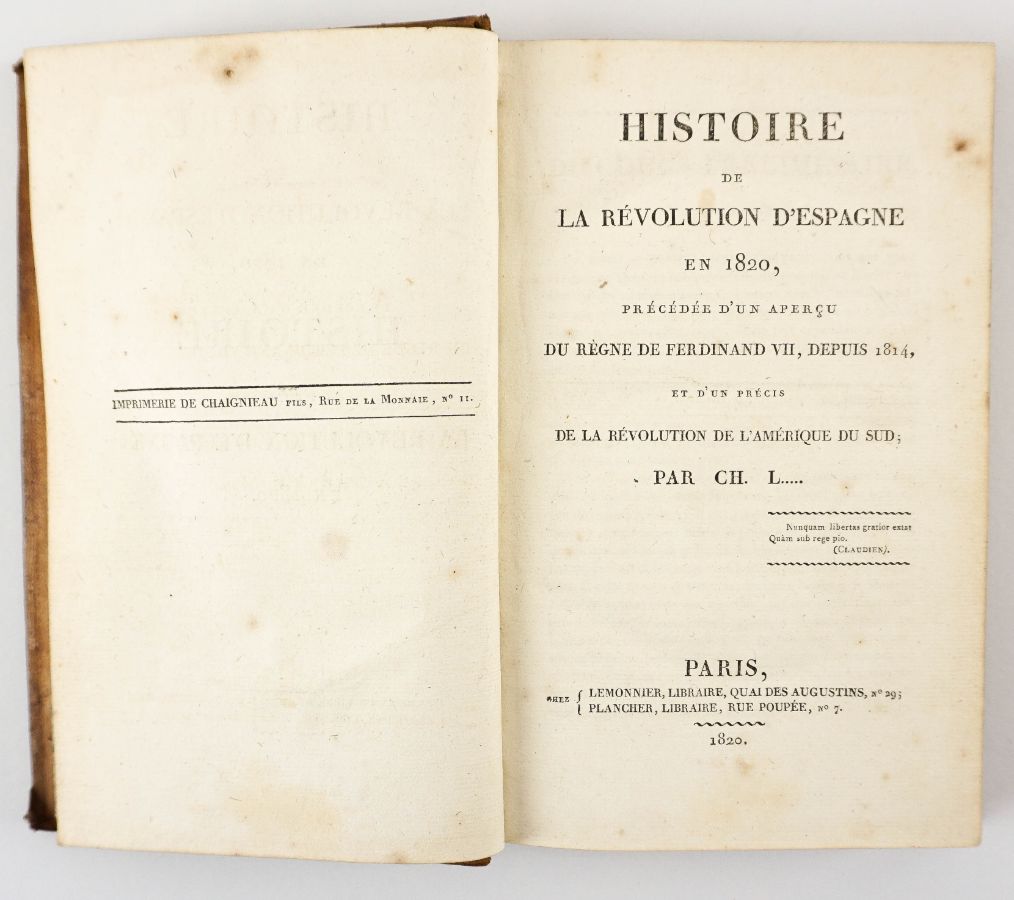 IMPRIMERIE DE CHAIGNIEAU FILS, RUE DE LA MONNAIE, N° 11.
HISTOIRE
DE
LA RÉVOLUTION D'ESPAGNE
EN 1820,
PRÉCÉDÉE D'UN APERÇU
DU RÈGNE DE FERDINAND VII, DEPUIS 1814,
ET D'UN PRÉCIS
DE LA RÉVOLUTION DE L'AMÉRIQUE DU SUD;
PAR CH. L.....
Nunquam libertas gratior extat
Quàm sub rege pio.
(CLAUDIEN).
PARIS,
CHEZ { LEMONNIER, LIBRAIRE, QUAI DES AUGUSTINS, N° 29;
PLANCHER, LIBRAIRE, RUE POUPÉE, N° 7.
1820.